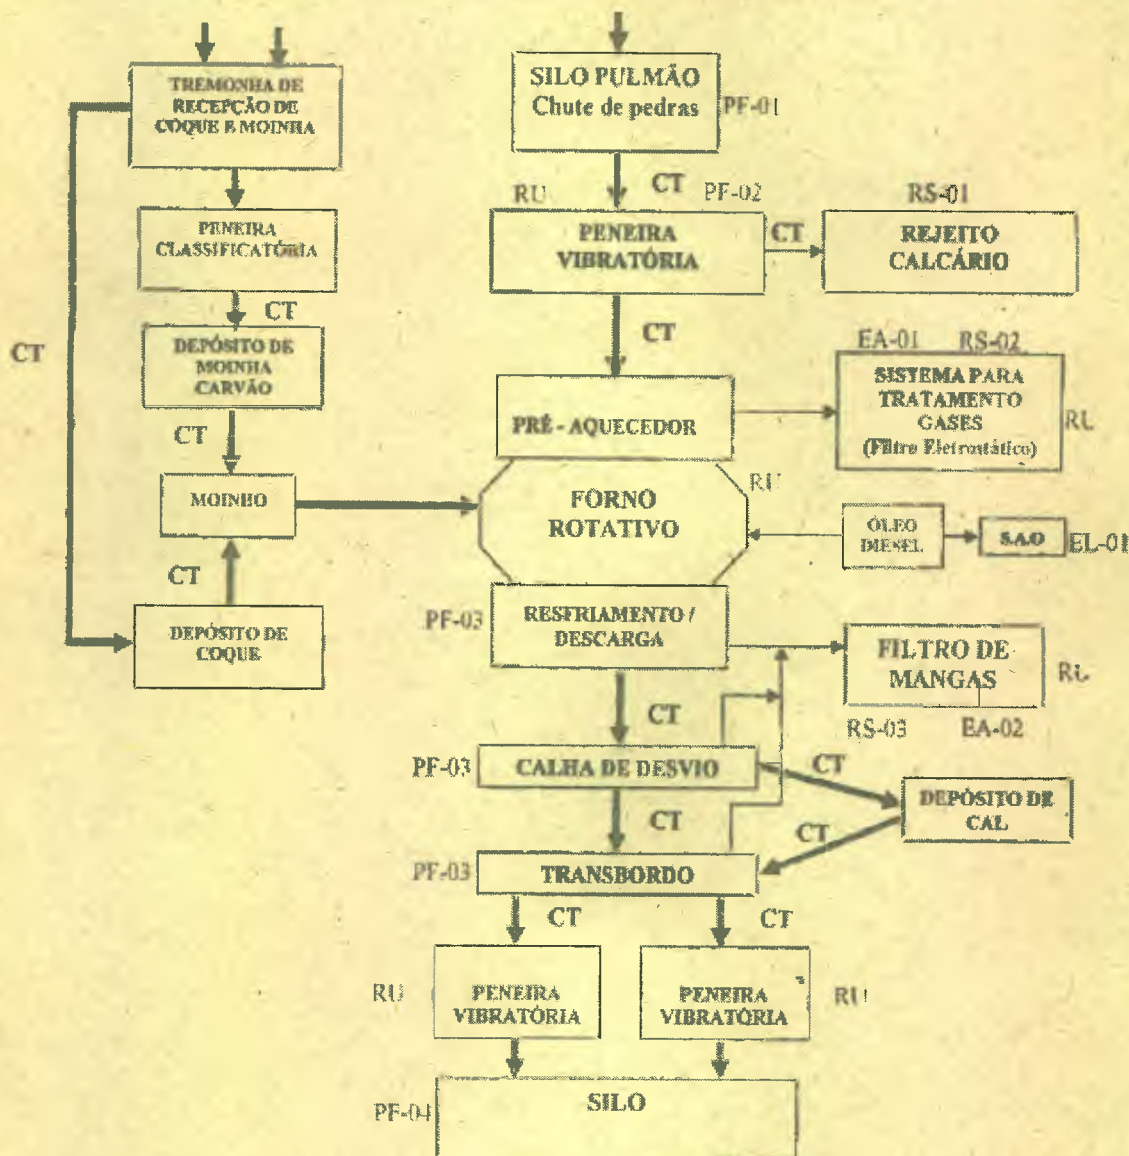 TREMONHA DE
RECEPÇÃO DE
COQUE E MOINHA
SILO PULMÃO
Chute de pedras
PF-01
CT
RU
PF-02
RS-01
PENEIRA
CLASSIFICATÓRIA
PENEIRA
VIBRATÓRIA
CT
REJEITO
CALCÁRIO
CT
CT
CT
DEPÓSITO DE
MOINHA
CARVÃO
EA-01
RS-02
PRÉ - AQUECEDOR
SISTEMA PARA
TRATAMENTO
GASES
(Filtro Eletrostático)
CT
MOINHO
FORNO
ROTATIVO
RU
ÓLEO
DIESEL
S.A.O
EL-01
CT
DEPÓSITO DE
COQUE
PF-03
RESFRIAMENTO /
DESCARGA
FILTRO DE
MANGAS
RS-03
EA-02
CT
PF-03
CALHA DE DESVIO
CT
DEPÓSITO DE
CAL
CT
CT
PF-03
TRANSBORDO
CT
CT
RU
PENEIRA
VIBRATÓRIA
PENEIRA
VIBRATÓRIA
RU
PF-04
SILO